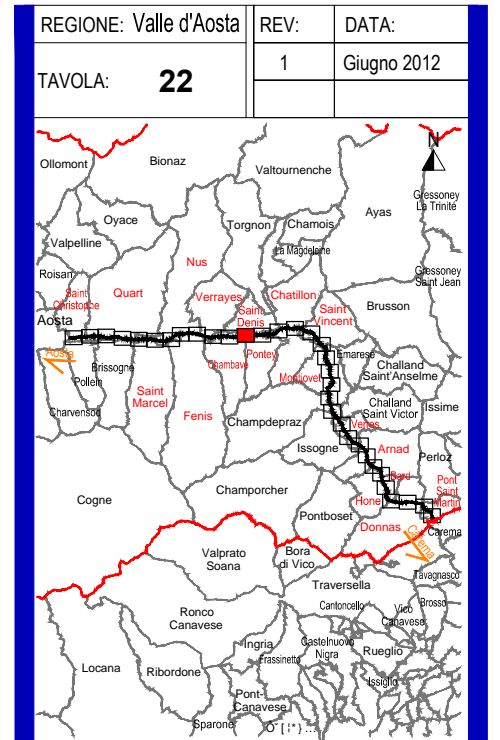 REGIONE: Valle d'Aosta
REV:
DATA:
TAVOLA: 22
1
Giugno 2012
N
Ollomont
Bionaz
Valtournenche
Ayas
Gressoney
La Trinité
Oyace
Torgnon
Chamois
Valpelline
La Magdeleine
Nus
Roisan
Gressoney
Saint Jean
Saint
Christophe
Quart
Verrayes
Chatillon
Saint
Denis
Saint
Vincent
Brusson
Aosta
Aosta
Brissogne
Pollein
Chambave
Pontey
Emarese
Challand
Saint'Anselme
Montjovet
Saint
Marcel
Charvensod
Fenis
Champdepraz
Challand
Saint Victor
Issime
Verres
Issogne
Arnad
Perloz
Bard
Pont
Saint
Martin
Cogne
Champorcher
Hone
Pontboset
Donnas
Carema
Carema
Valprato
Soana
Bora
di Vico
Tavagnasco
Traversella
Ronco
Canavese
Cantoncello
Vico
Canavese
Brosso
Ingria
Castelnuovo
Nigra
Rueglio
Frassinetto
Locana
Ribordone
Issiglio
Pont-
Canavese
Sparone